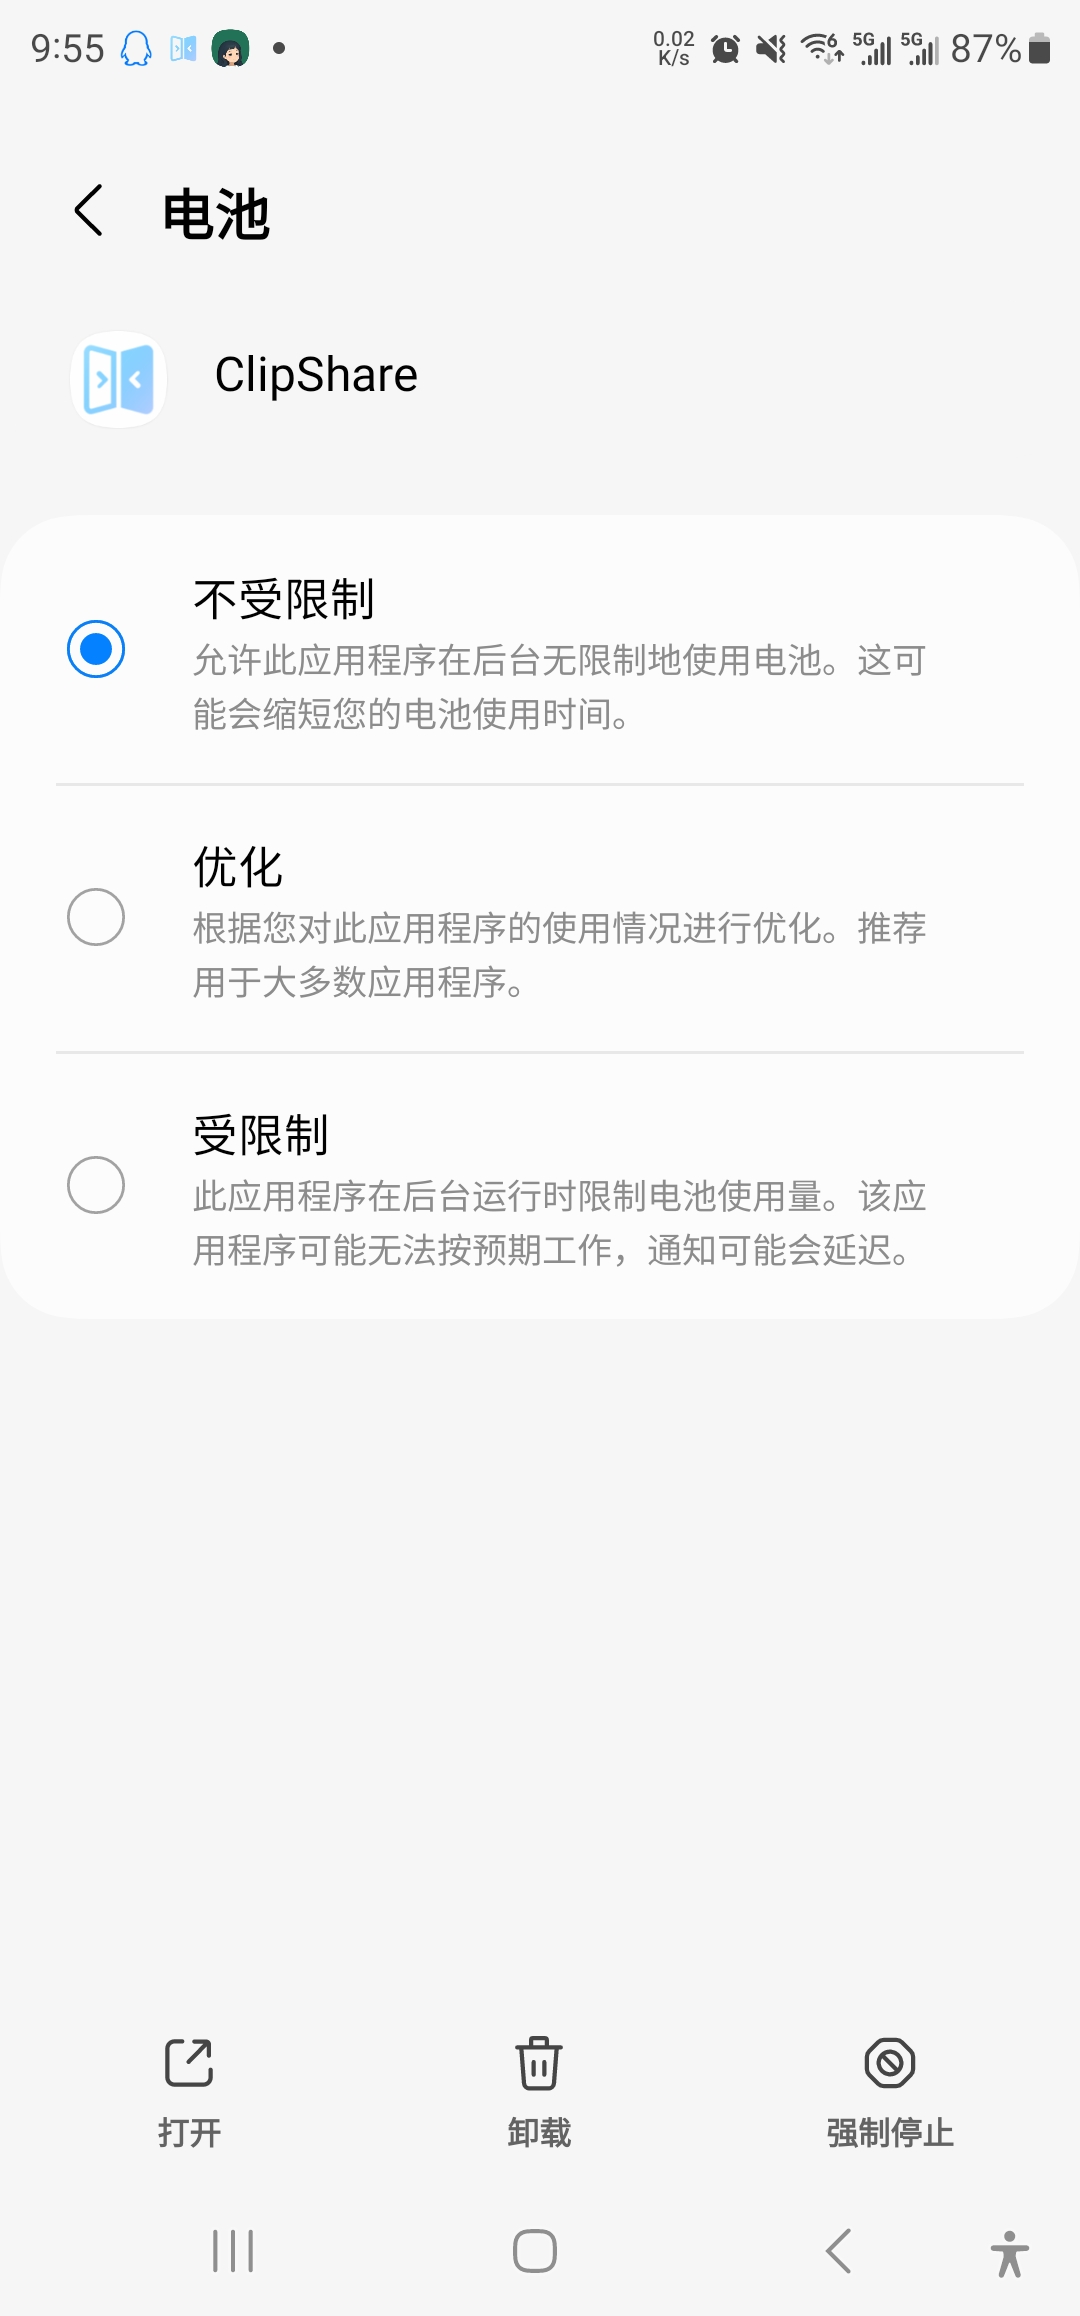 9:55
0.02
K/s
6
5G
5G
87%
电池
ClipShare
不受限制
允许此应用程序在后台无限制地使用电池。这可
能会缩短您的电池使用时间。
优化
根据您对此应用程序的使用情况进行优化。推荐
用于大多数应用程序。
受限制
此应用程序在后台运行时限制电池使用量。该应
用程序可能无法按预期工作，通知可能会延迟。
打开
卸载
强制停止